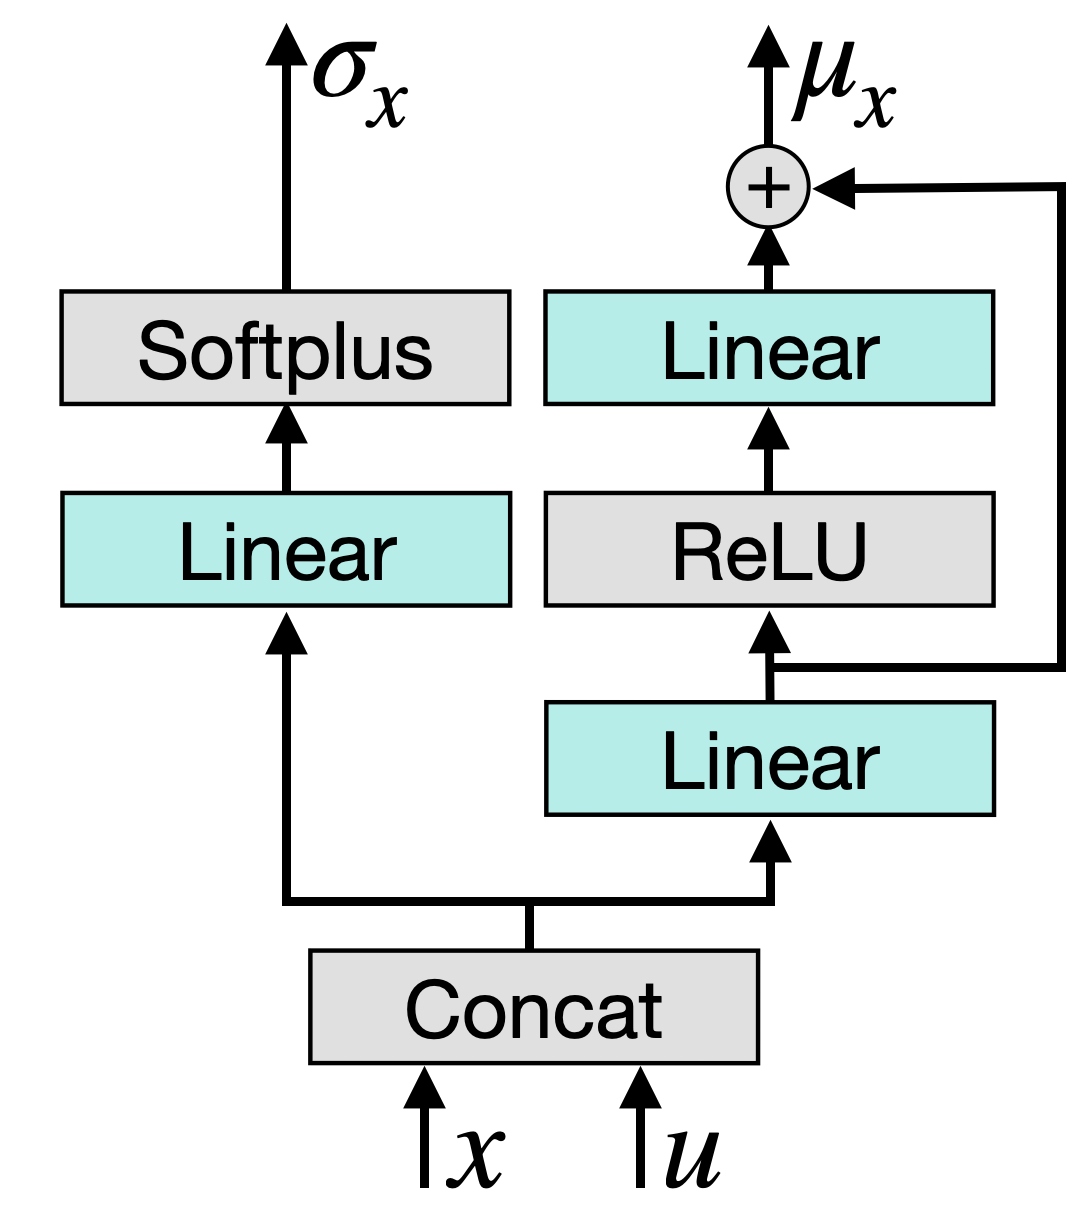 σx μx
+
Softplus Linear
Linear ReLU
Linear
Concat
x u